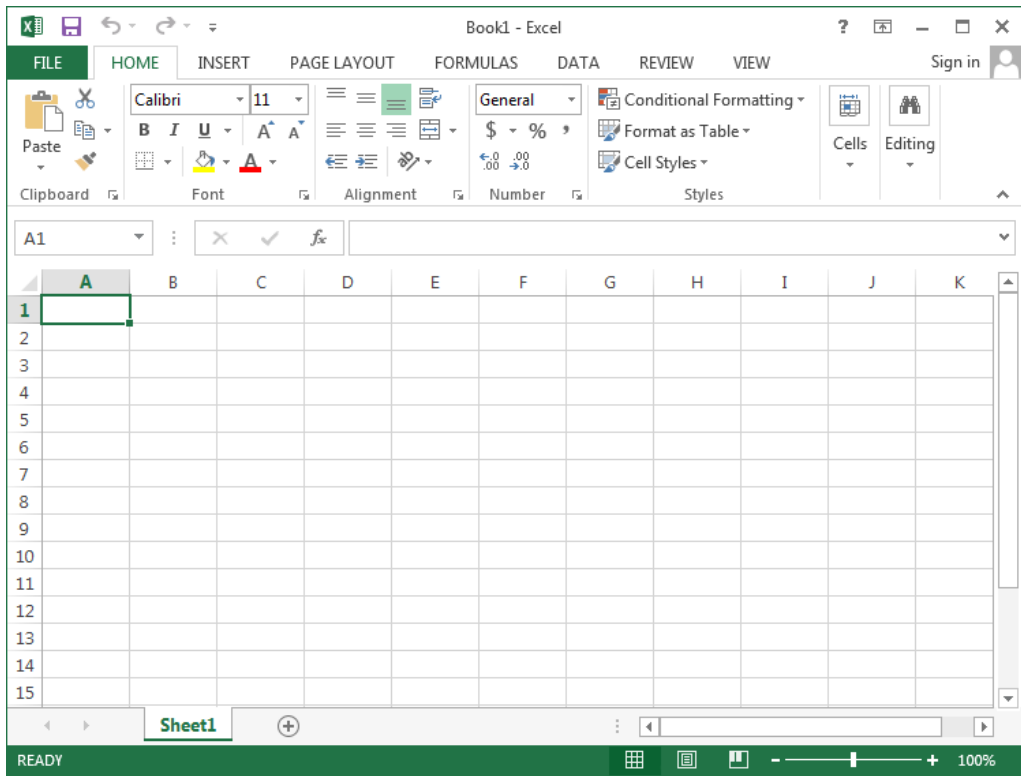 Book1 - Excel ?
FILE HOME INSERT PAGE LAYOUT FORMULAS DATA REVIEW VIEW Sign in
Calibri 11 General Conditional Formatting
Paste B I U A A $ % , Format as Table Cells Editing
A .00 .0 Cell Styles
Clipboard Font Alignment Number Styles
A1 fx
A B C D E F G H I J K
1
2
3
4
5
6
7
8
9
10
11
12
13
14
15
Sheet1
READY 100%